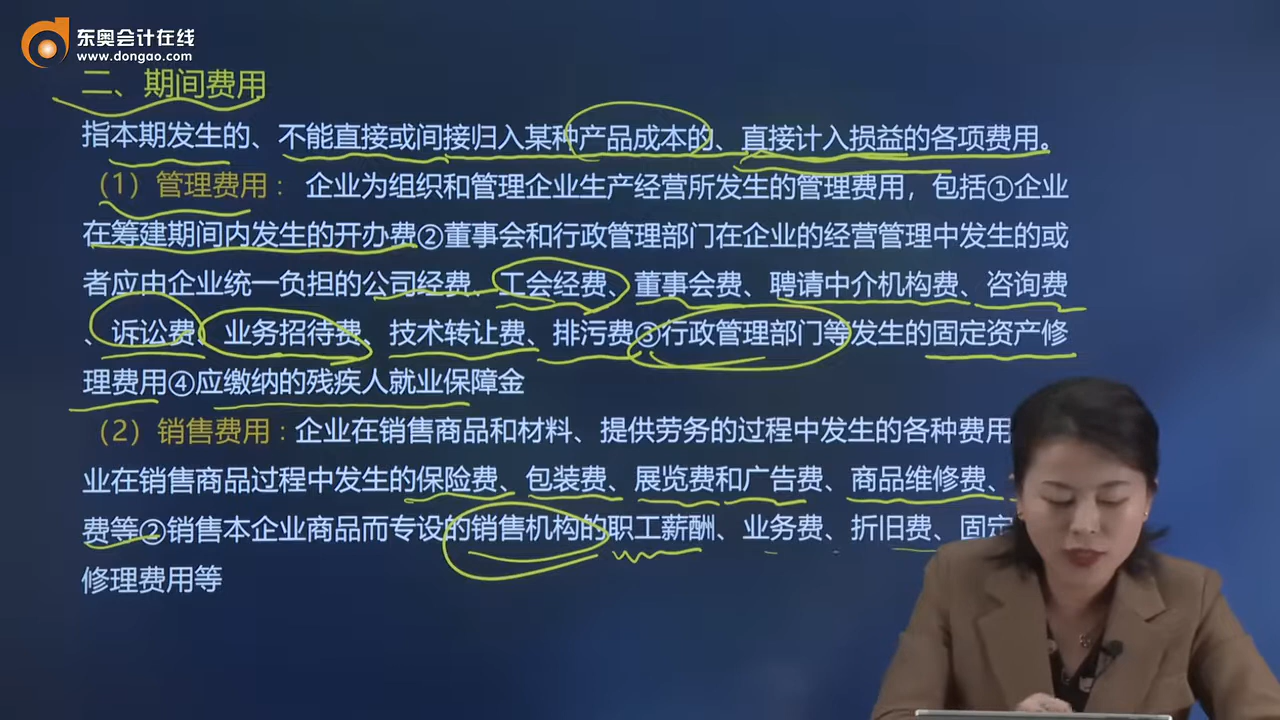 东奥会计在线
www.dongao.com
二、期间费用
指本期发生的、不能直接或间接归入某种产品成本的、直接计入损益的各项费用。
（1）管理费用：企业为组织和管理企业生产经营所发生的管理费用，包括①企业
在筹建期间内发生的开办费②董事会和行政管理部门在企业的经营管理中发生的或
者应由企业统一负担的公司经费、工会经费、董事会费、聘请中介机构费、咨询费
、诉讼费、业务招待费、技术转让费、排污费③行政管理部门等发生的固定资产修
理费用④应缴纳的残疾人就业保障金
（2）销售费用：企业在销售商品和材料、提供劳务的过程中发生的各种费用
业在销售商品过程中发生的保险费、包装费、展览费和广告费、商品维修费、
费等②销售本企业商品而专设的销售机构的职工薪酬、业务费、折旧费、固定
修理费用等